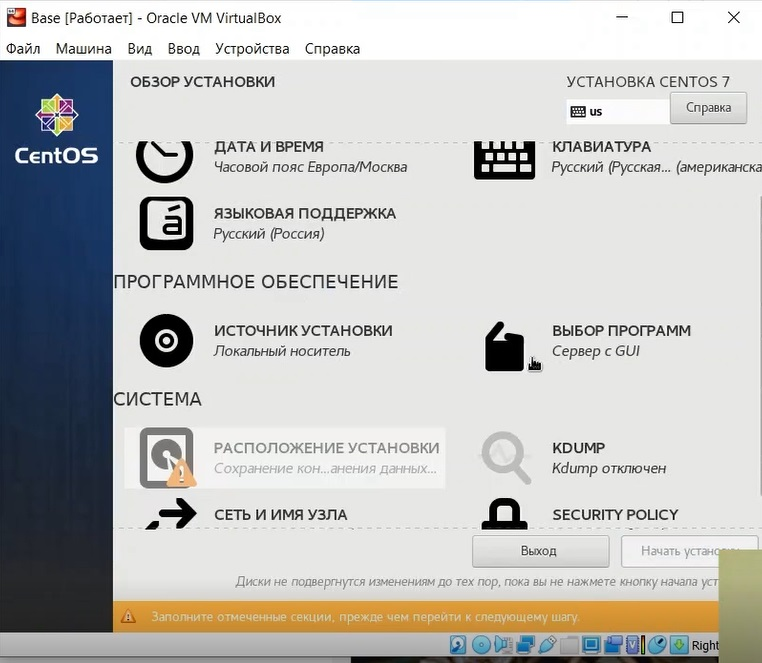 Base [Работает] - Oracle VM VirtualBox
Файл Машина Вид Ввод Устройства Справка
ОБЗОР УСТАНОВКИ
УСТАНОВКА CENTOS 7
us
Справка
CentOS
ДАТА И ВРЕМЯ
Часовой пояс Европа/Москва
КЛАВИАТУРА
Русский (Русская... (американска
ЯЗЫКОВАЯ ПОДДЕРЖКА
Русский (Россия)
ПРОГРАММНОЕ ОБЕСПЕЧЕНИЕ
ИСТОЧНИК УСТАНОВКИ
Локальный носитель
ВЫБОР ПРОГРАММ
Сервер с GUI
СИСТЕМА
РАСПОЛОЖЕНИЕ УСТАНОВКИ
Сохранение кон...анения данных...
KDUMP
Kdump отключен
СЕТЬ И ИМЯ УЗЛА
SECURITY POLICY
Выход
Начать установк
Диски не подвергнутся изменениям до тех пор, пока вы не нажмете кнопку начала уст
Заполните отмеченные секции, прежде чем перейти к следующему шагу.
Right